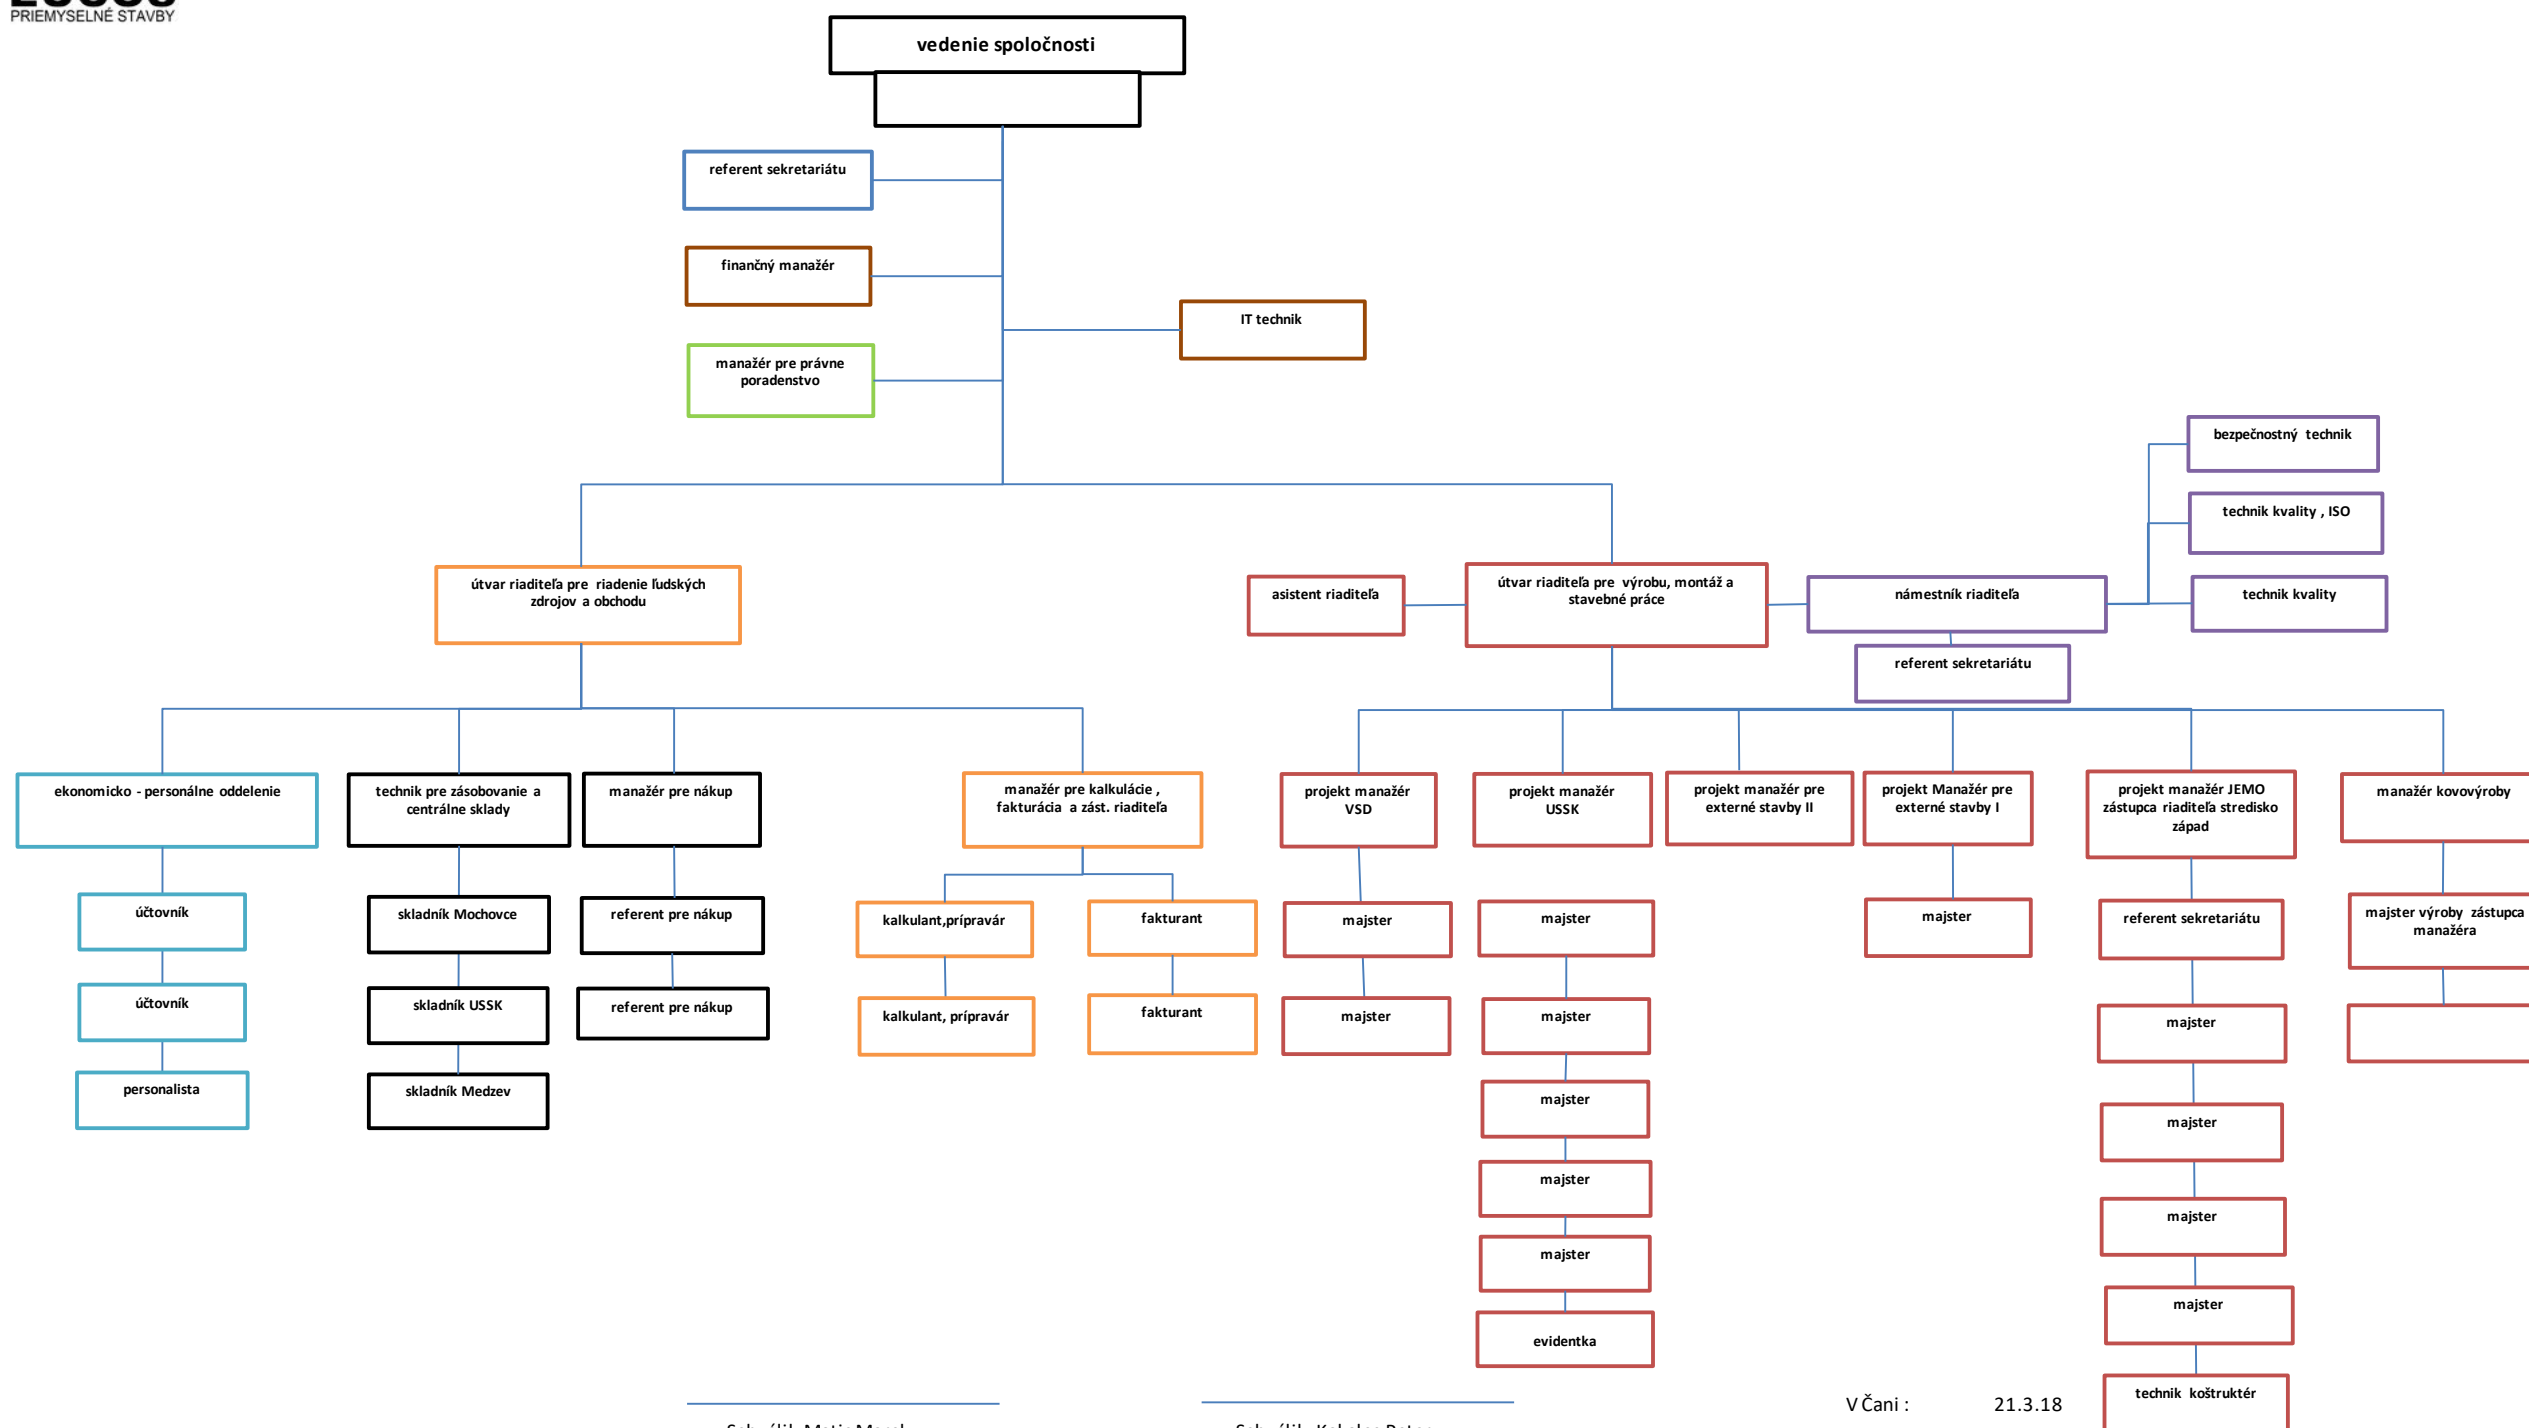 PRIEMYSELNÉ STAVBY
vedenie spoločnosti
referent sekretariátu
finančný manažér
IT technik
manažér pre právne
poradenstvo
bezpečnostný technik
technik kvality , ISO
technik kvality
útvar riaditeľa pre riadenie ľudských
zdrojov a obchodu
asistent riaditeľa
útvar riaditeľa pre výrobu, montáž a
stavebné práce
námestník riaditeľa
referent sekretariátu
ekonomicko - personálne oddelenie
technik pre zásobovanie a
centrálne sklady
manažér pre nákup
manažér pre kalkulácie ,
fakturácia a zást. riaditeľa
projekt manažér
VSD
projekt manažér
USSK
projekt manažér pre
externé stavby II
projekt Manažér pre
externé stavby I
projekt manažér JEMO
zástupca riaditeľa stredisko
západ
manažér kovovýroby
účtovník
skladník Mochovce
referent pre nákup
kalkulant,prípravár
fakturant
majster
majster
majster
referent sekretariátu
majster výroby zástupca
manažéra
účtovník
skladník USSK
referent pre nákup
kalkulant, prípravár
fakturant
majster
majster
majster
personalista
skladník Medzev
majster
majster
majster
majster
majster
majster
evidentka
technik koštruktér
V Čani : 21.3.18